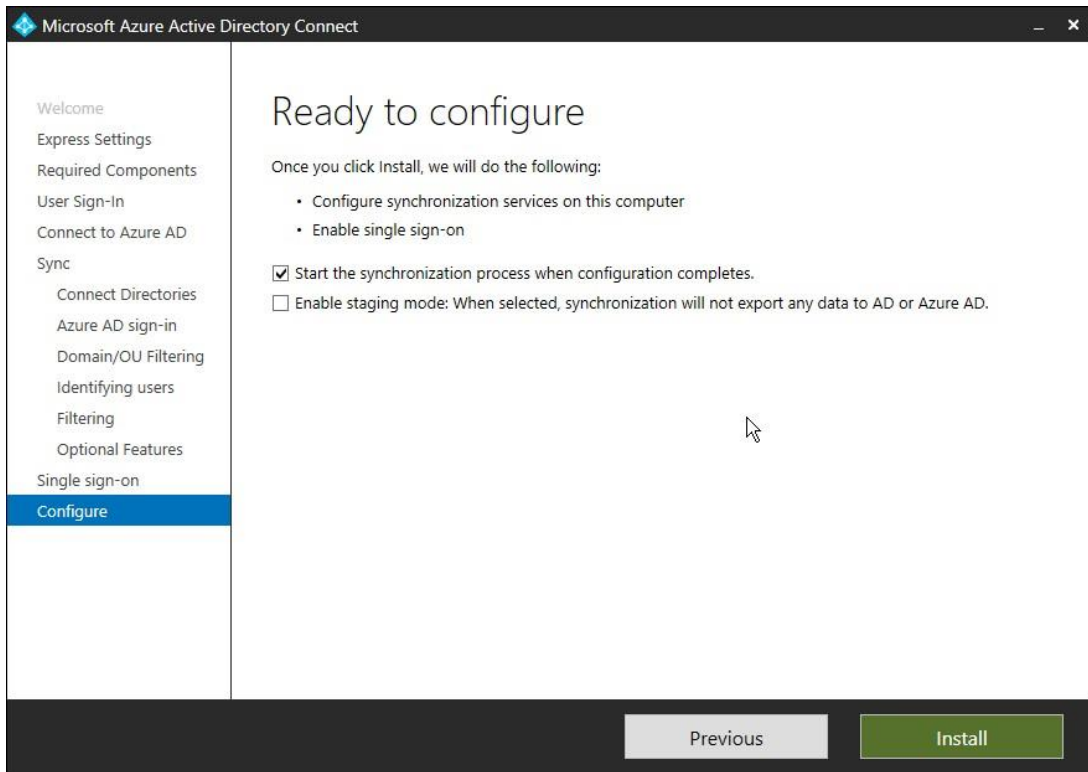 Microsoft Azure Active Directory Connect
Welcome
Express Settings
Required Components
User Sign-In
Connect to Azure AD
Sync
Connect Directories
Azure AD sign-in
Domain/OU Filtering
Identifying users
Filtering
Optional Features
Single sign-on
Configure
Ready to configure
Once you click Install, we will do the following:
• Configure synchronization services on this computer
• Enable single sign-on
Start the synchronization process when configuration completes.
Enable staging mode: When selected, synchronization will not export any data to AD or Azure AD.
Previous
Install